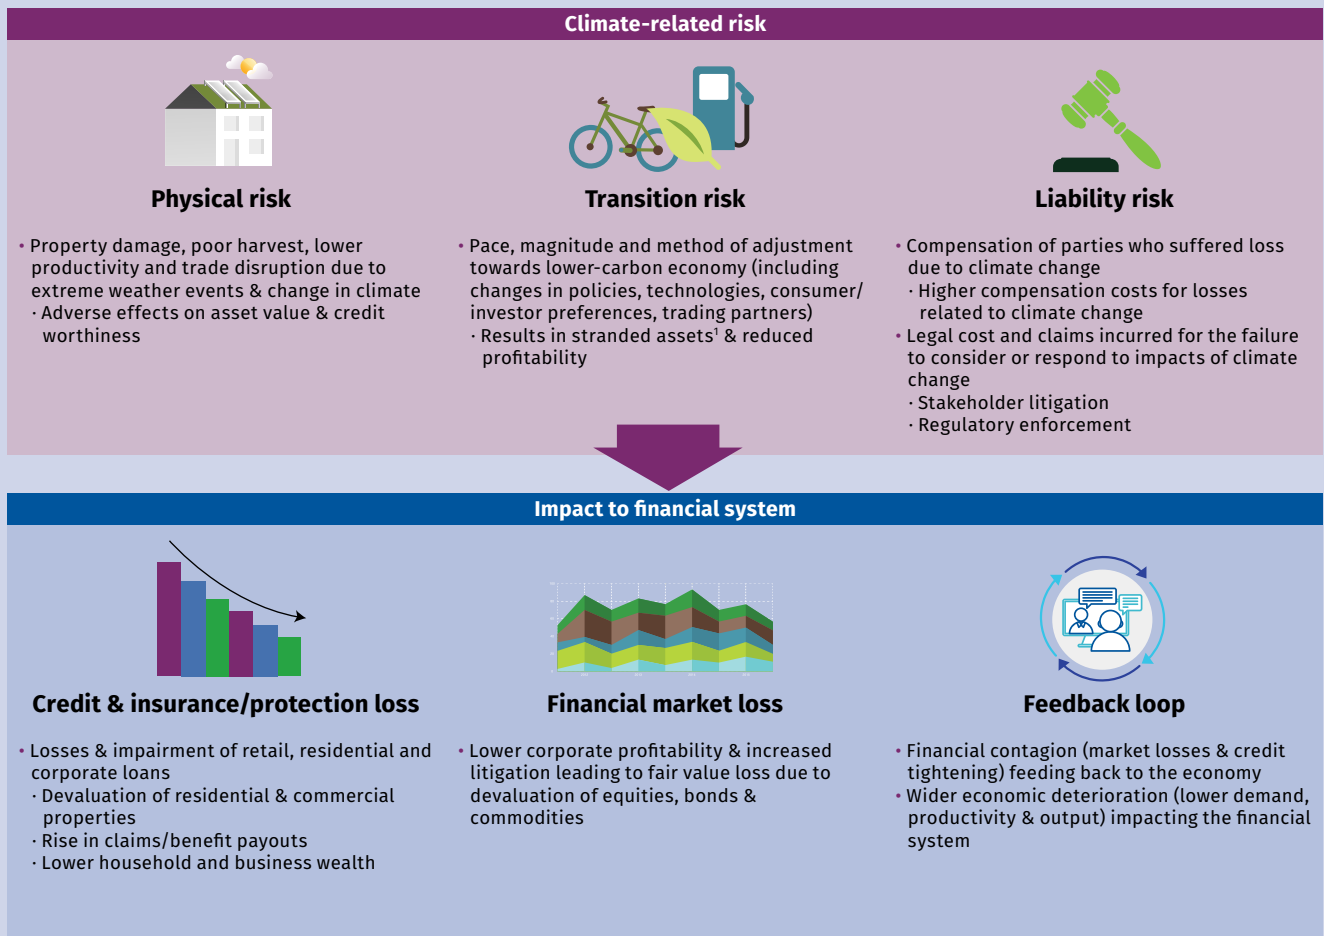 Climate-related risk
Physical risk
• Property damage, poor harvest, lower
productivity and trade disruption due to
extreme weather events & change in climate
· Adverse effects on asset value & credit
worthiness
Transition risk
• Pace, magnitude and method of adjustment
towards lower-carbon economy (including
changes in policies, technologies, consumer/
investor preferences, trading partners)
· Results in stranded assets¹ & reduced
profitability
Liability risk
• Compensation of parties who suffered loss
due to climate change
· Higher compensation costs for losses
related to climate change
• Legal cost and claims incurred for the failure
to consider or respond to impacts of climate
change
· Stakeholder litigation
· Regulatory enforcement
Impact to financial system
Credit & insurance/protection loss
• Losses & impairment of retail, residential and
corporate loans
· Devaluation of residential & commercial
properties
· Rise in claims/benefit payouts
· Lower household and business wealth
Financial market loss
• Lower corporate profitability & increased
litigation leading to fair value loss due to
devaluation of equities, bonds &
commodities
Feedback loop
• Financial contagion (market losses & credit
tightening) feeding back to the economy
• Wider economic deterioration (lower demand,
productivity & output) impacting the financial
system